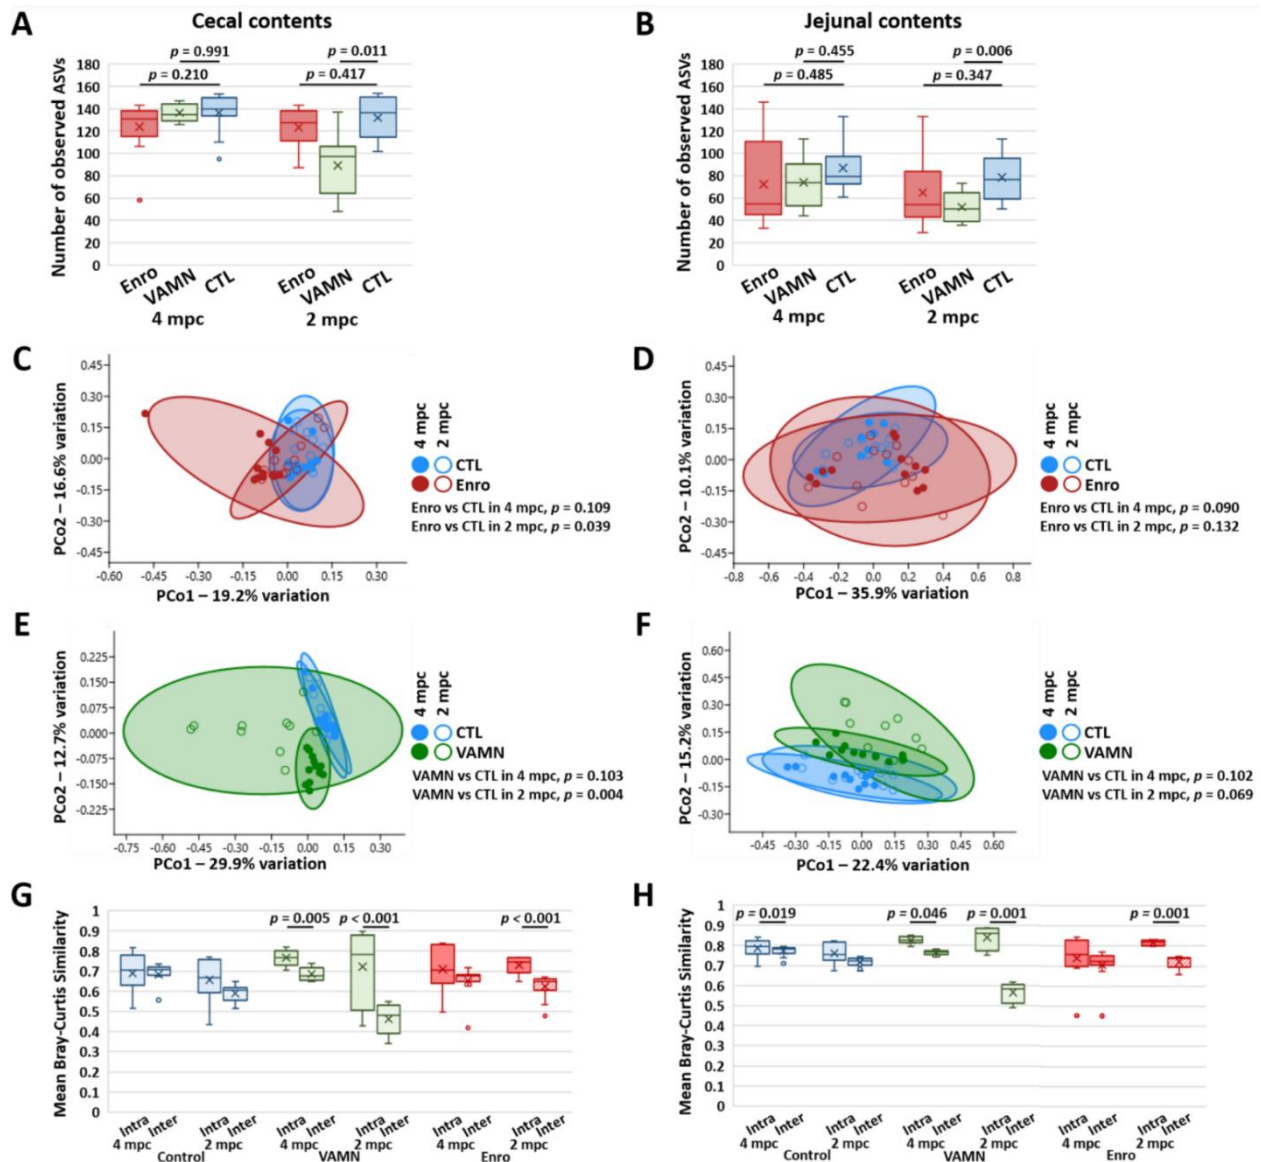 A
Cecal contents
p = 0.991
p = 0.011
p = 0.210
p = 0.417
Number of observed ASVs
180
160
140
120
100
80
60
40
20
0
Enro
VAMN
CTL
Enro
VAMN
CTL
4 mpc
2 mpc
B
Jejunal contents
p = 0.455
p = 0.006
p = 0.485
p = 0.347
Number of observed ASVs
180
160
140
120
100
80
60
40
20
0
Enro
VAMN
CTL
Enro
VAMN
CTL
4 mpc
2 mpc
C
PCo2 – 16.6% variation
0.45
0.30
0.15
0.00
-0.15
-0.30
-0.45
-0.60 -0.45 -0.30 -0.15 0.00 0.15 0.30
PCo1 – 19.2% variation
4 mpc
2 mpc
CTL
Enro
Enro vs CTL in 4 mpc, p = 0.109
Enro vs CTL in 2 mpc, p = 0.039
D
PCo2 – 10.1% variation
0.45
0.30
0.15
0.00
-0.15
-0.30
-0.45
-0.8 -0.6 -0.4 -0.2 0.0 0.2 0.4 0.6 0.8
PCo1 – 35.9% variation
4 mpc
2 mpc
CTL
Enro
Enro vs CTL in 4 mpc, p = 0.090
Enro vs CTL in 2 mpc, p = 0.132
E
PCo2 – 12.7% variation
0.225
0.150
0.075
0.000
-0.075
-0.150
-0.225
-0.75 -0.60 -0.45 -0.30 -0.15 0.00 0.15 0.30
PCo1 – 29.9% variation
4 mpc
2 mpc
CTL
VAMN
VAMN vs CTL in 4 mpc, p = 0.103
VAMN vs CTL in 2 mpc, p = 0.004
F
PCo2 – 15.2% variation
0.60
0.45
0.30
0.15
0.00
-0.15
-0.30
-0.45 -0.30 -0.15 0.00 0.15 0.30 0.45 0.60
PCo1 – 22.4% variation
4 mpc
2 mpc
CTL
VAMN
VAMN vs CTL in 4 mpc, p = 0.102
VAMN vs CTL in 2 mpc, p = 0.069
G
Mean Bray-Curtis Similarity
1
0.9
0.8
0.7
0.6
0.5
0.4
0.3
0.2
0.1
0
p = 0.005
p < 0.001
p < 0.001
Intra Inter Intra Inter Intra Inter Intra Inter Intra Inter Intra Inter
4 mpc 2 mpc 4 mpc 2 mpc 4 mpc 2 mpc
Control VAMN Enro
H
Mean Bray-Curtis Similarity
1
0.9
0.8
0.7
0.6
0.5
0.4
0.3
0.2
0.1
0
p = 0.019
p = 0.046
p = 0.001
p = 0.001
Intra Inter Intra Inter Intra Inter Intra Inter Intra Inter Intra Inter
4 mpc 2 mpc 4 mpc 2 mpc 4 mpc 2 mpc
Control VAMN Enro